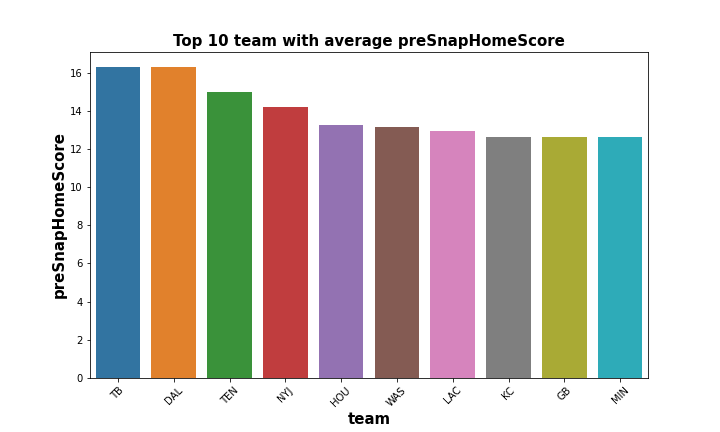 Top 10 team with average preSnapHomeScore
preSnapHomeScore
16
14
12
10
8
6
4
2
0
TB
DAL
TEN
NYJ
HOU
WAS
LAC
KC
GB
MIN
team